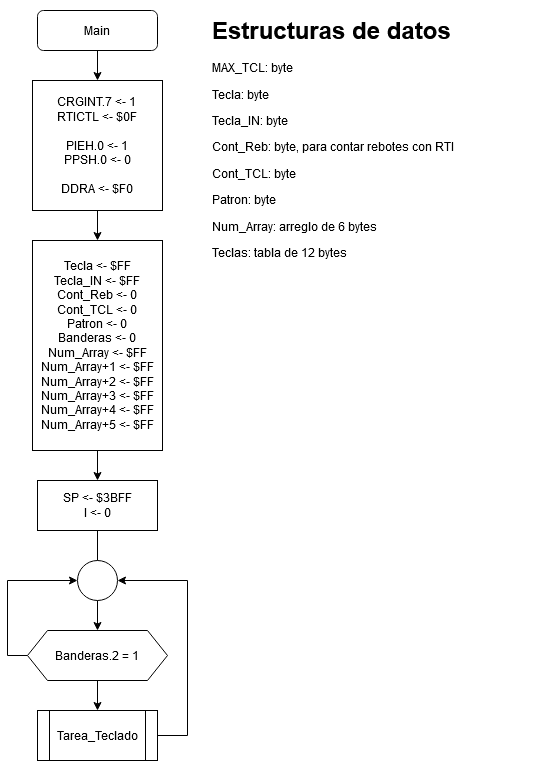 Main
Estructuras de datos
MAX_TCL: byte
Tecla: byte
Tecla_IN: byte
Cont_Reb: byte, para contar rebotes con RTI
Cont_TCL: byte
Patron: byte
Num_Array: arreglo de 6 bytes
Teclas: tabla de 12 bytes
CRGINT.7 <- 1
RTICTL <- $0F
PIEH.0 <- 1
PPSH.0 <- 0
DDRA <- $F0
Tecla <- $FF
Tecla_IN <- $FF
Cont_Reb <- 0
Cont_TCL <- 0
Patron <- 0
Banderas <- 0
Num_Array <- $FF
Num_Array+1 <- $FF
Num_Array+2 <- $FF
Num_Array+3 <- $FF
Num_Array+4 <- $FF
Num_Array+5 <- $FF
SP <- $3BFF
I <- 0
Banderas.2 = 1
Tarea_Teclado